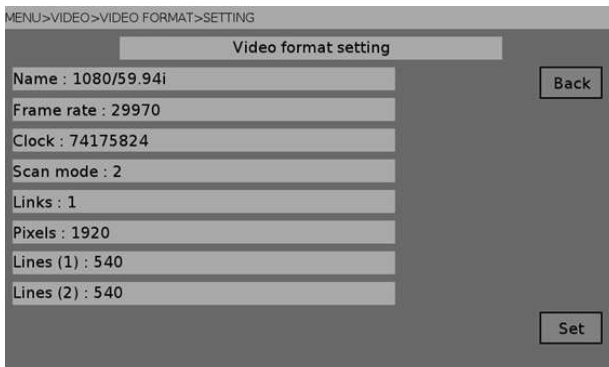 MENU>VIDEO>VIDEO FORMAT>SETTING
Video format setting
Name : 1080/59.94i
Back
Frame rate : 29970
Clock : 74175824
Scan mode : 2
Links : 1
Pixels : 1920
Lines (1) : 540
Lines (2) : 540
Set